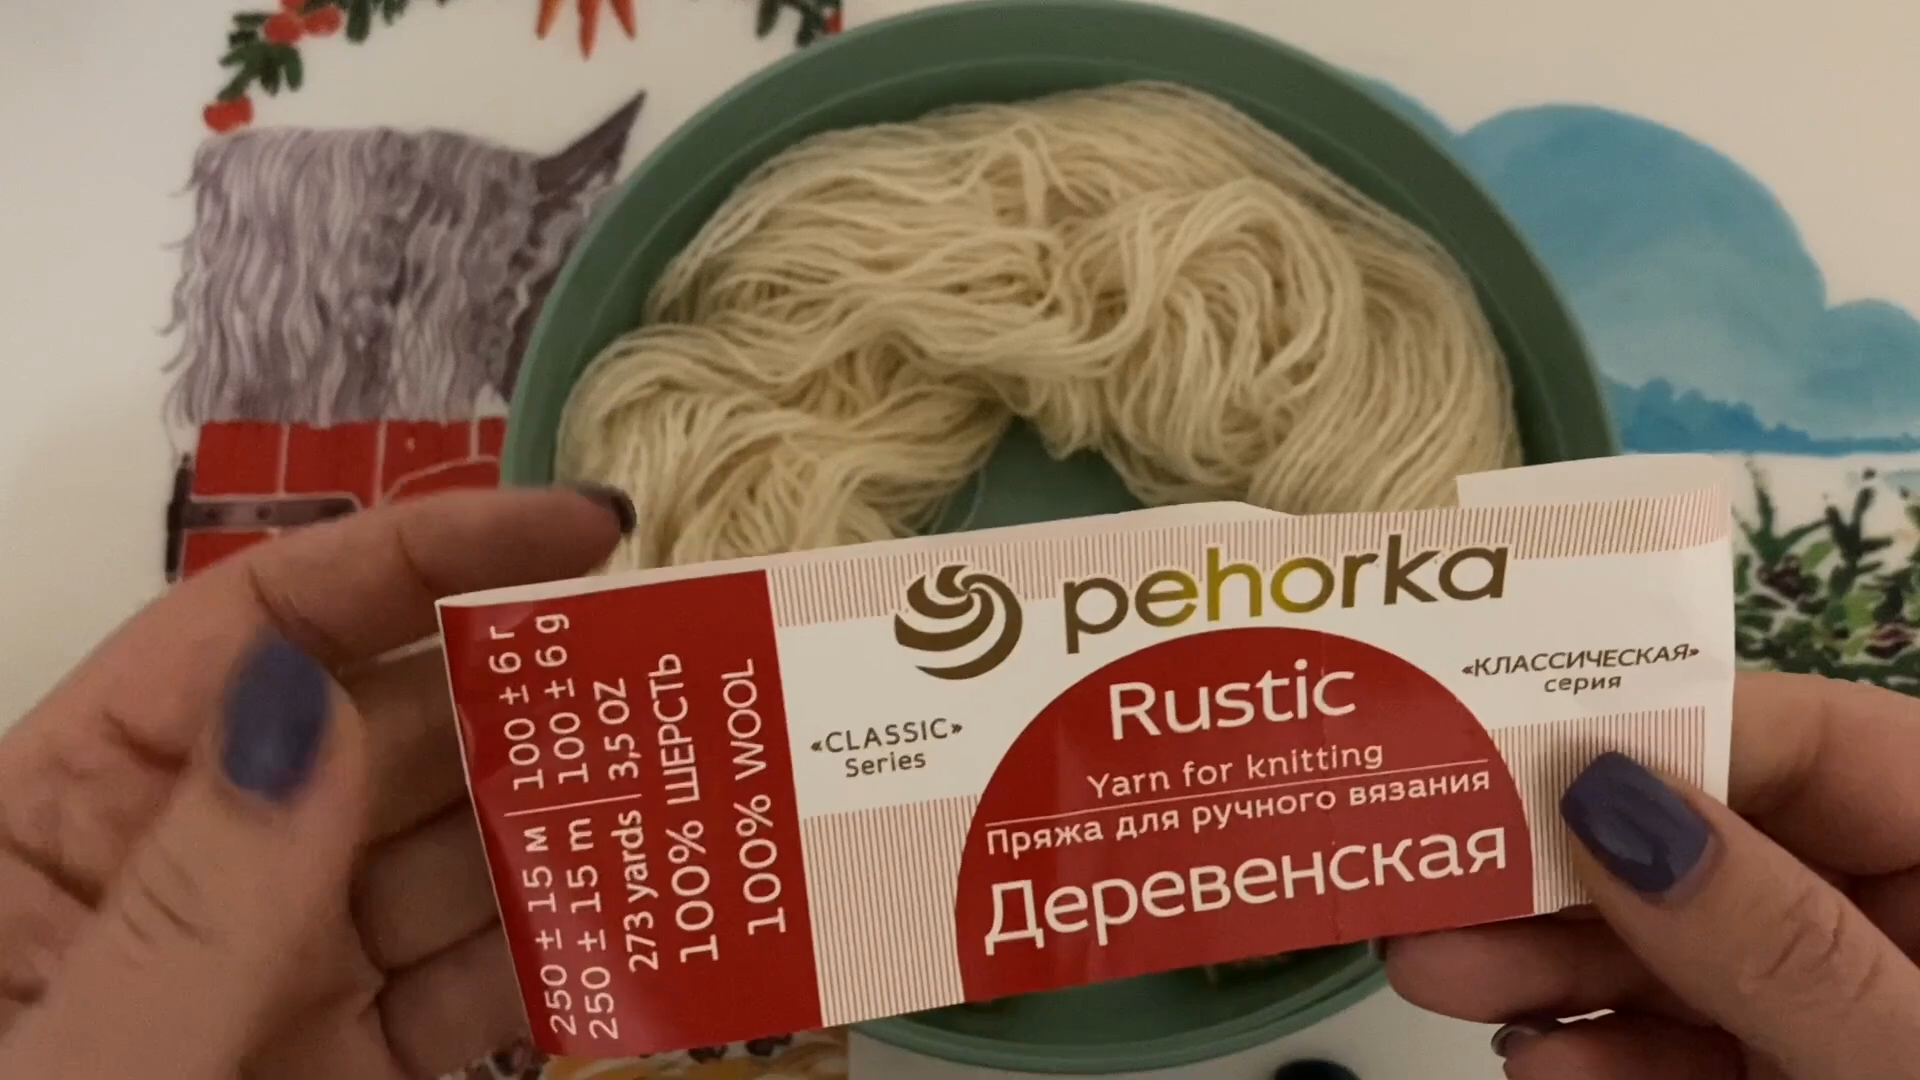 pehorka
«CLASSIC»
Series
Rustic
Yarn for knitting
Пряжа для ручного вязания
Деревенская
«КЛАССИЧЕСКАЯ»
серия
250 ± 15 м | 100 ± 6 г
250 ± 15 m | 100 ± 6 g
273 yards | 3,5 OZ
100% ШЕРСТЬ
100% WOOL